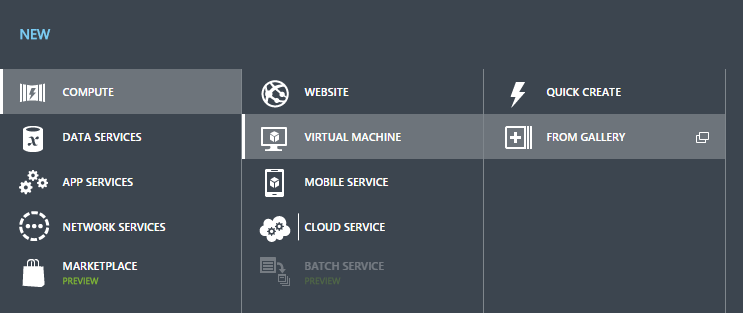 NEW
COMPUTE
DATA SERVICES
APP SERVICES
NETWORK SERVICES
MARKETPLACE
PREVIEW
WEBSITE
VIRTUAL MACHINE
MOBILE SERVICE
CLOUD SERVICE
BATCH SERVICE
PREVIEW
QUICK CREATE
FROM GALLERY